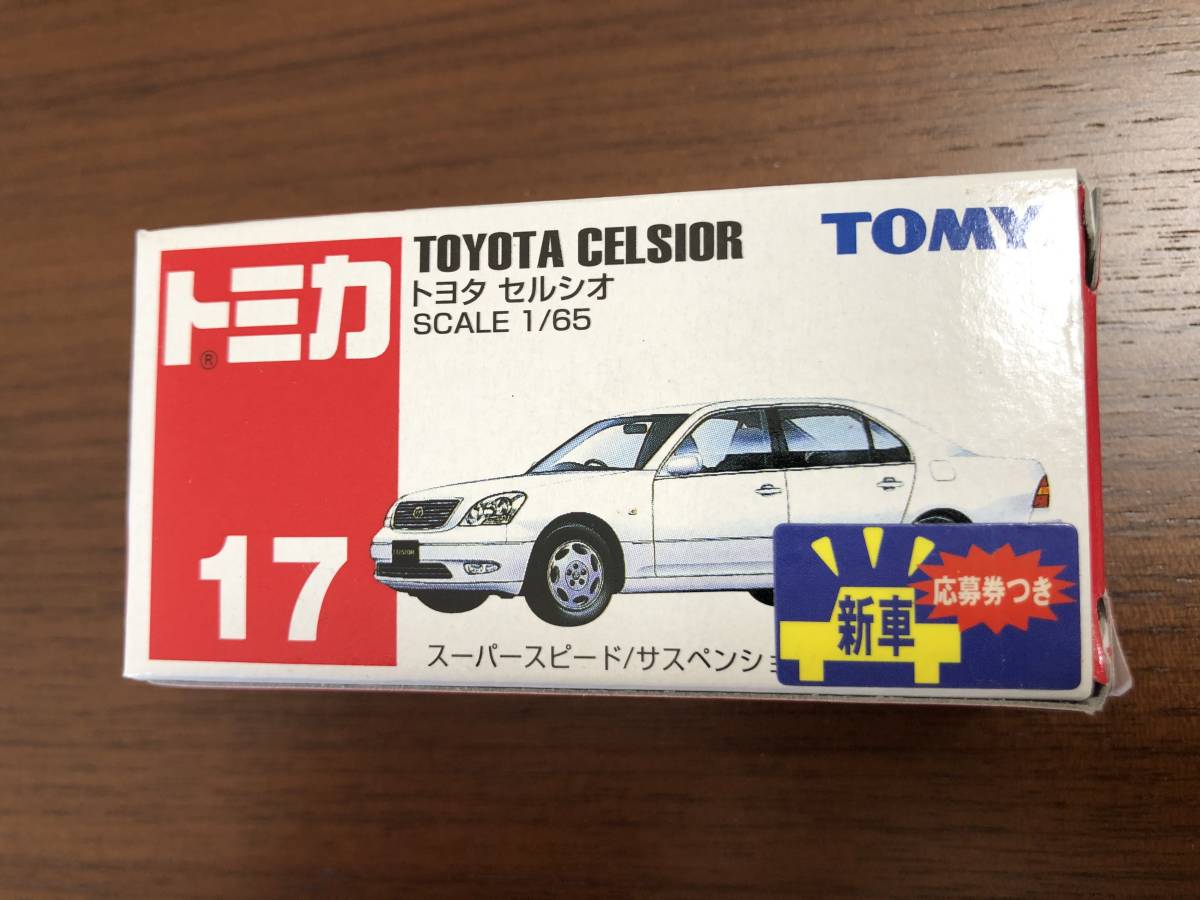 トミカ
®
17
TOYOTA CELSIOR
トヨタ セルシオ
SCALE 1/65
TOMY
CELSIOR
スーパースピード/サスペンショ
新車
応募券つき